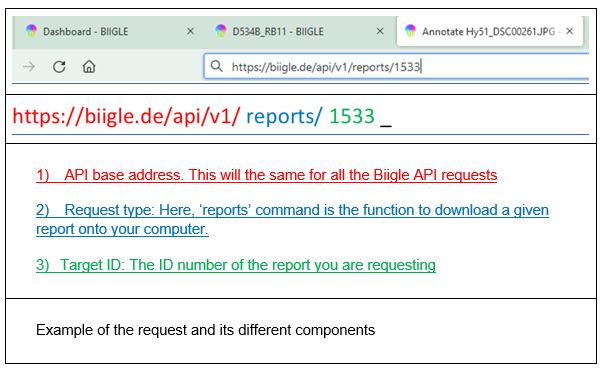 Dashboard - BIIGLE × D534B_RB11 - BIIGLE × Annotate Hy51_DSC00261.JPG - ×
https://biigle.de/api/v1/reports/1533
https://biigle.de/api/v1/ reports/ 1533 _
1) API base address. This will the same for all the Biigle API requests
2) Request type: Here, ‘reports’ command is the function to download a given
report onto your computer.
3) Target ID: The ID number of the report you are requesting
Example of the request and its different components